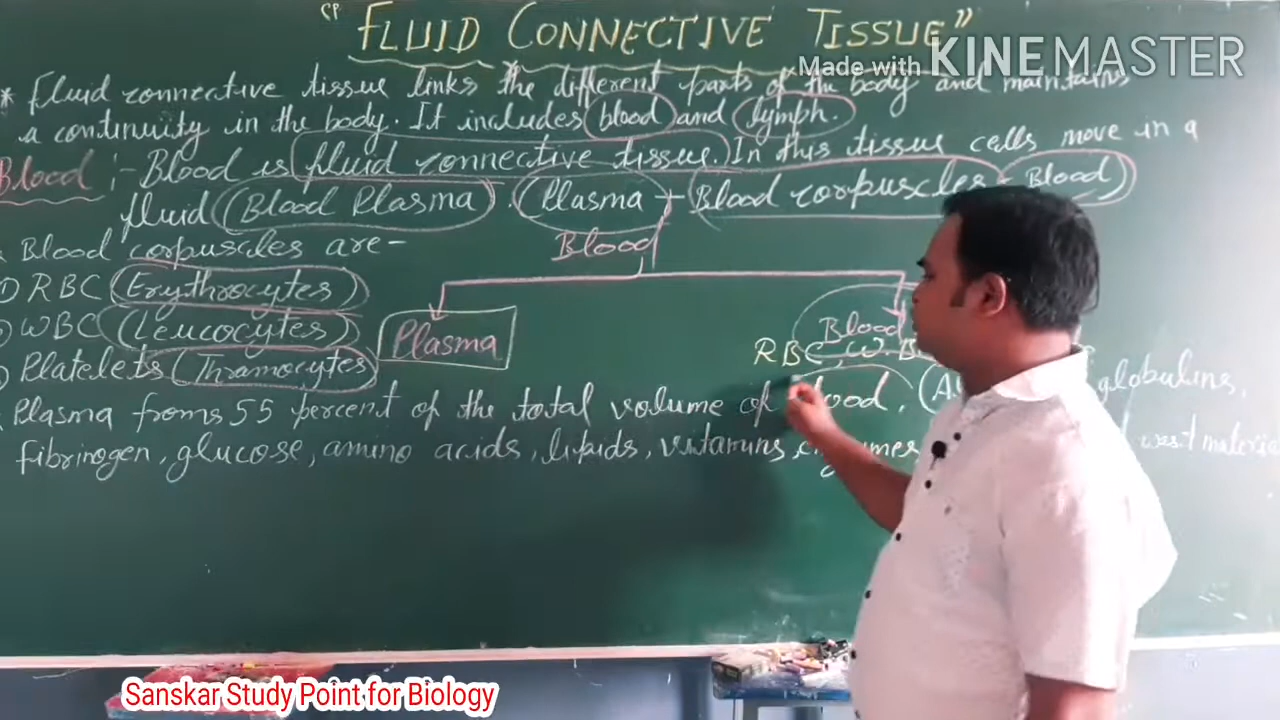 "FLUID CONNECTIVE TISSUE"
Made with KINEMASTER
* Fluid connective tissue links the different parts of the body and maintains
a continuity in the body. It includes blood and lymph.
Blood :- Blood is fluid connective tissue. In this tissue cells move in a
fluid (Blood Plasma). (Plasma + Blood corpuscles - Blood)
Blood corpuscles are-
Blood
RBC (Erythrocytes)
WBC (Leucocytes)
Plasma
Blood
RBC W.B
Platelets (Thramocytes)
Plasma froms 55 percent of the total volume of blood. globulins,
fibrinogen, glucose, amino acids, lipids, vitamins, enzymes wast material
Sanskar Study Point for Biology